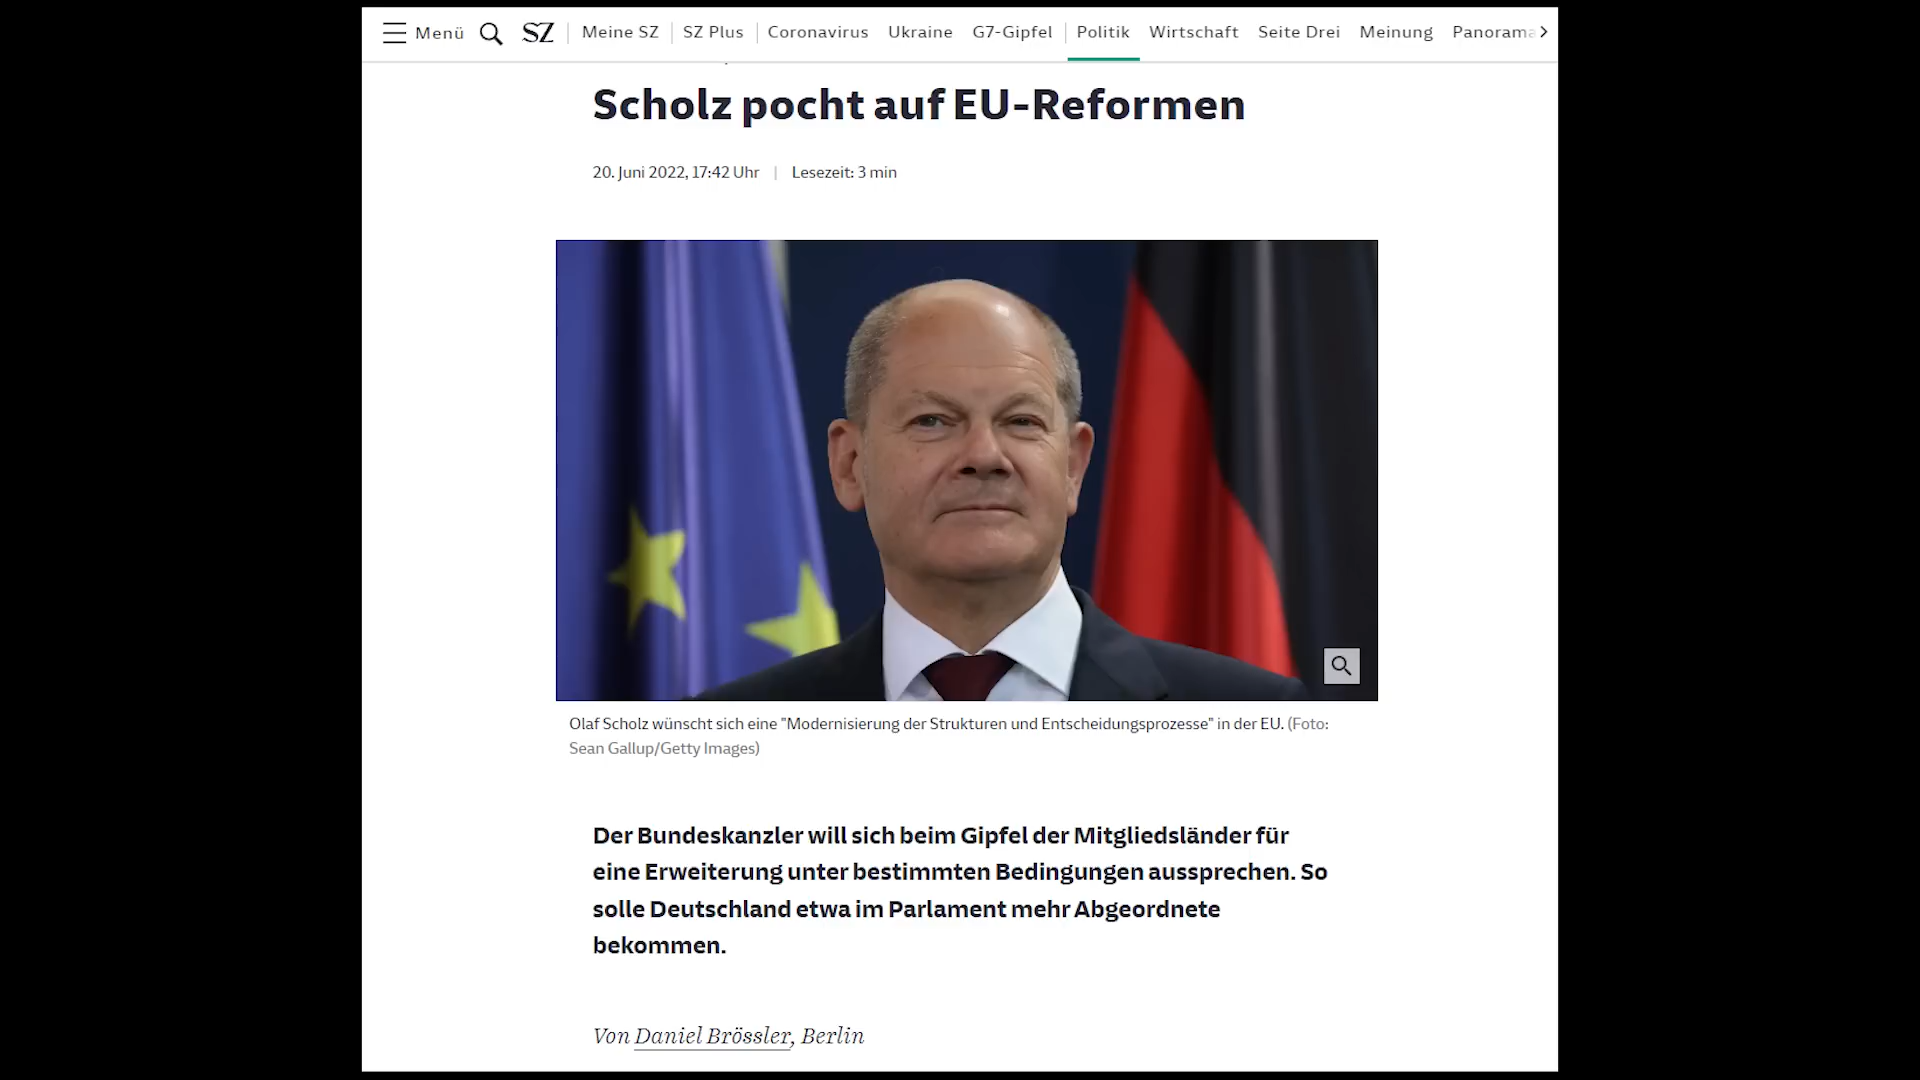 Menü SZ Meine SZ SZ Plus Coronavirus Ukraine G7-Gipfel Politik Wirtschaft Seite Drei Meinung Panorama
Scholz pocht auf EU-Reformen
20. Juni 2022, 17:42 Uhr | Lesezeit: 3 min
Olaf Scholz wünscht sich eine "Modernisierung der Strukturen und Entscheidungsprozesse" in der EU. (Foto:
Sean Gallup/Getty Images)
Der Bundeskanzler will sich beim Gipfel der Mitgliedsländer für
eine Erweiterung unter bestimmten Bedingungen aussprechen. So
solle Deutschland etwa im Parlament mehr Abgeordnete
bekommen.
Von Daniel Brössler, Berlin